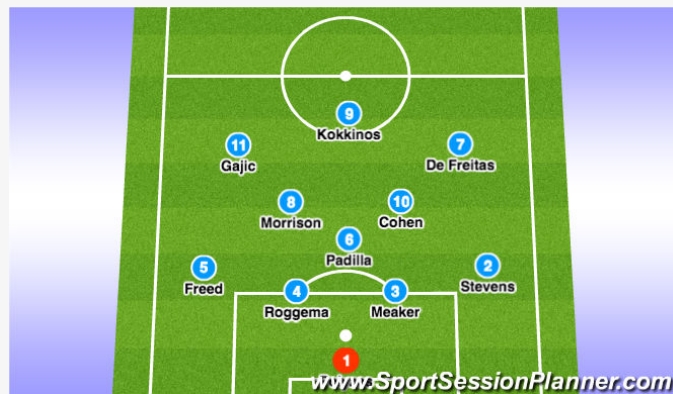 9
Kokkinos
11
Gajic
7
De Freitas
8
Morrison
10
Cohen
6
Padilla
5
Freed
2
Stevens
4
Roggema
3
Meaker
1
www.SportSessionPlanner.com